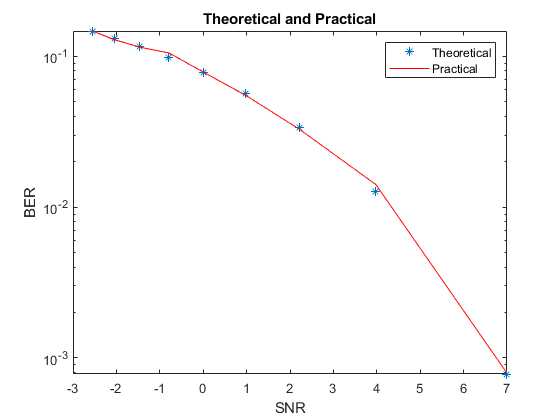 Theoretical and Practical
Theoretical
Practical
10^-1
10^-2
10^-3
BER
-3 -2 -1 0 1 2 3 4 5 6 7
SNR